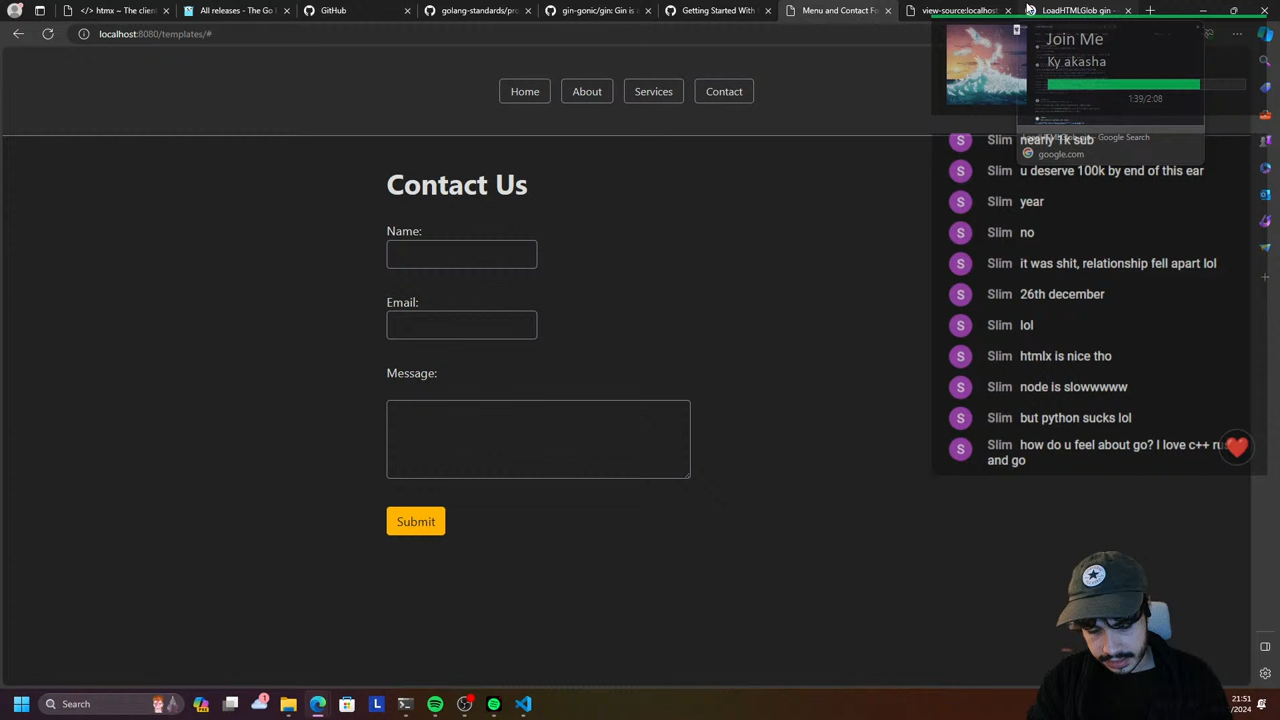 </> htmx ~ The clien
All releases - The Go
GitHub
golang-standards/pro
gin-gonic/gin: Gin is
Getting Started With
Menu and Contact Fo
view-source:localhost
LoadHTMLGlob gin -
localhost:8080/templates/#
Join Me
Ky akasha
1:39/2:08
Google Search
google.com
Home
About
Services
Contact
Contact Us
Name:
Email:
Message:
Submit
Slim nearly 1k sub
S Slim u deserve 100k by end of this ear
S Slim year
S Slim no
S Slim it was shit, relationship fell apart lol
S Slim 26th december
S Slim lol
S Slim htmlx is nice tho
S Slim node is slowwwww
S Slim but python sucks lol
S Slim how do u feel about go? I love c++ rus
and go
Search
21:51
/2024